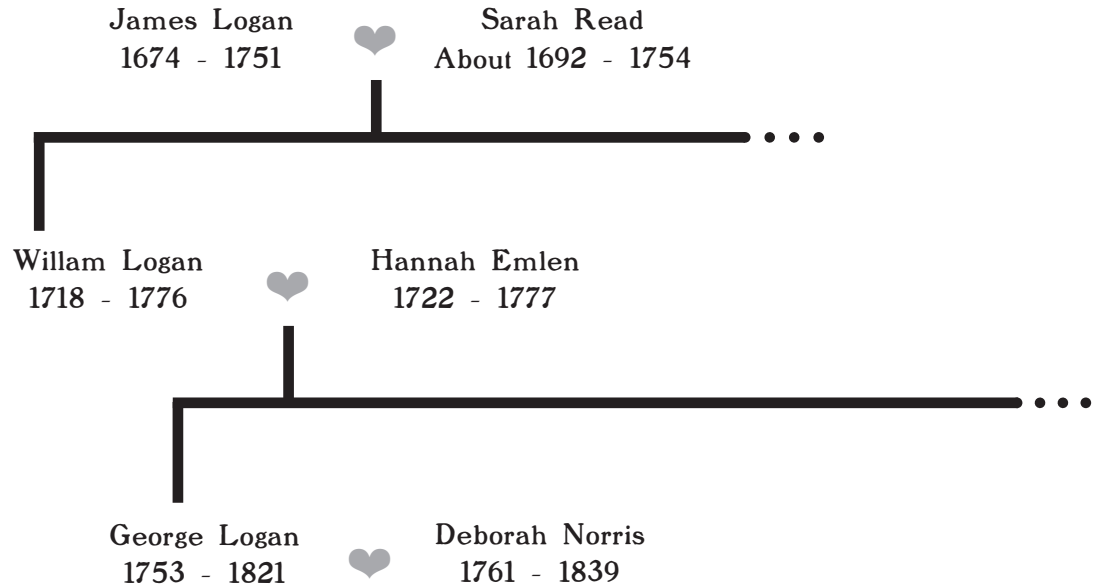 James Logan
1674 - 1751
Sarah Read
About 1692 - 1754
Willam Logan
1718 - 1776
Hannah Emlen
1722 - 1777
George Logan
1753 - 1821
Deborah Norris
1761 - 1839